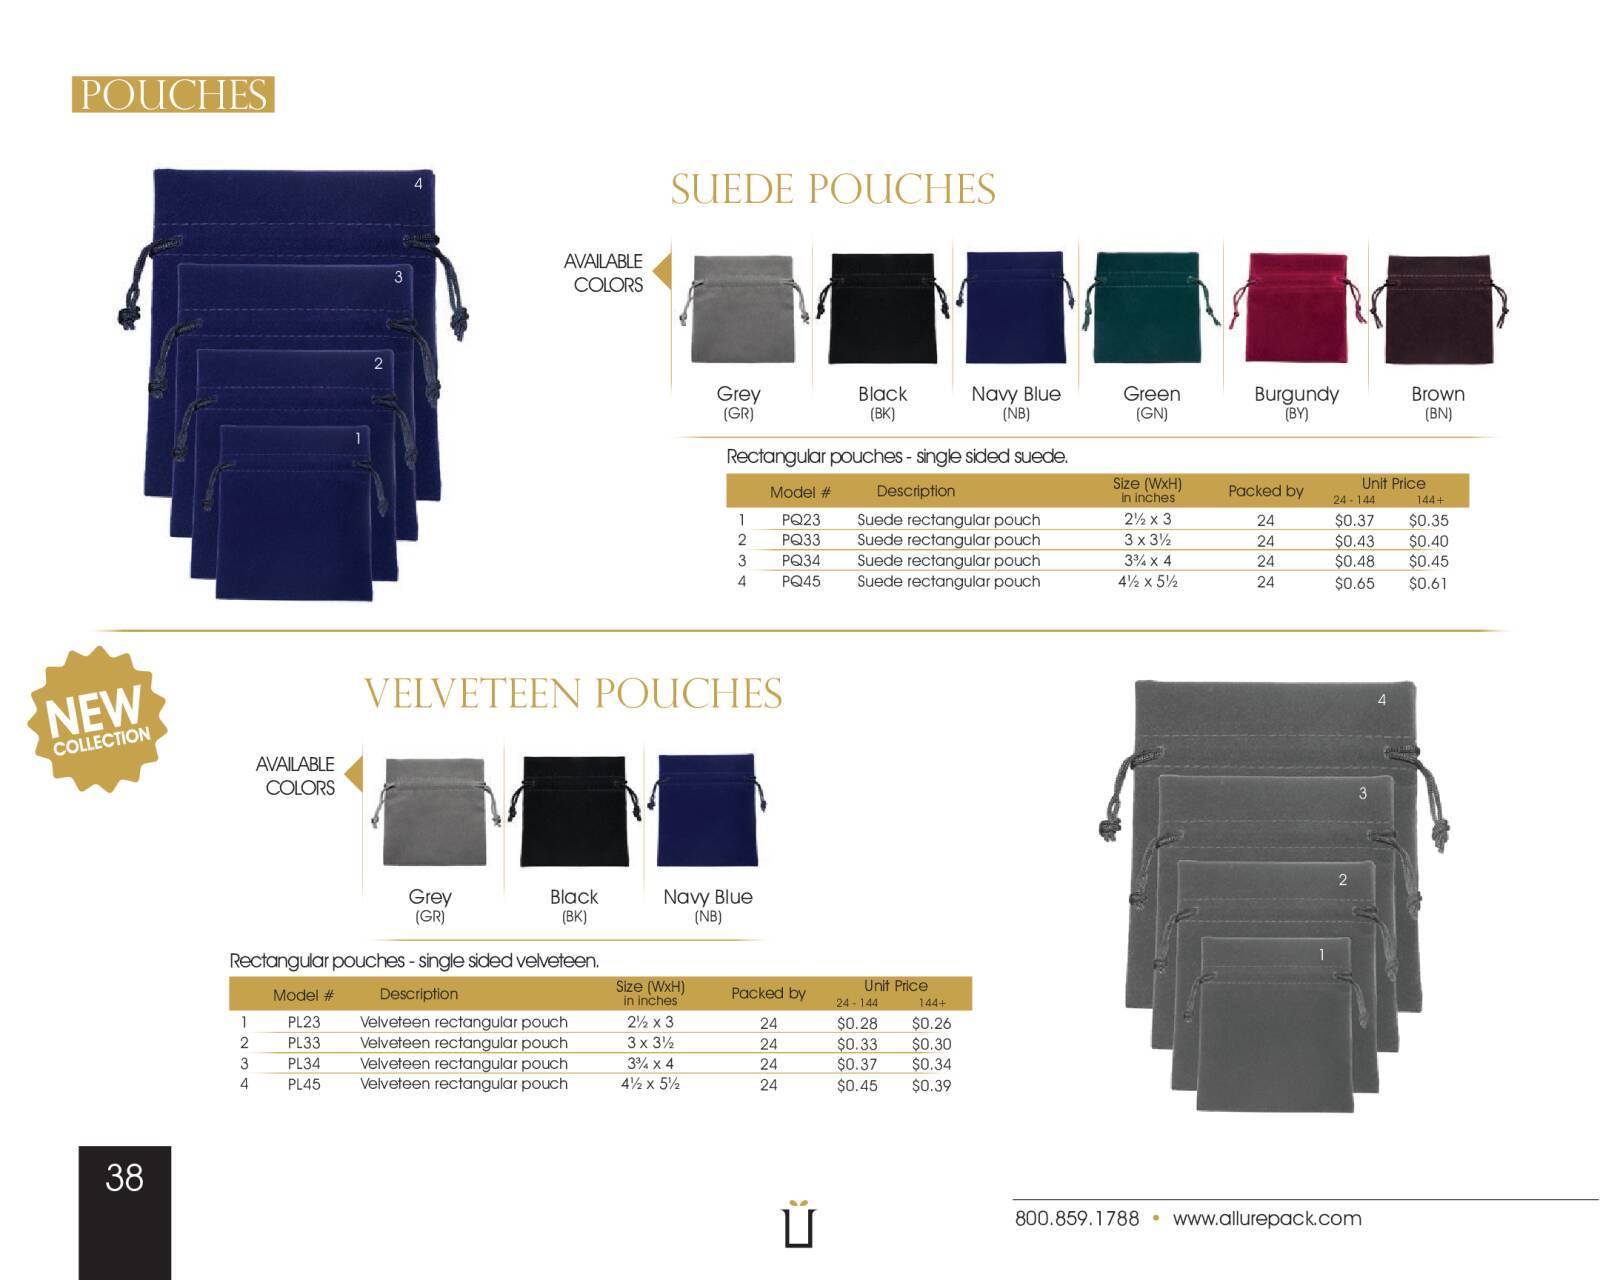 POUCHES
4
3
2
1
SUEDE POUCHES
AVAILABLE
COLORS
Grey
(GR)
Black
(BK)
Navy Blue
(NB)
Green
(GN)
Burgundy
(BY)
Brown
(BN)
Rectangular pouches - single sided suede.
Model # Description Size (WxH) in inches Packed by Unit Price 24 - 144 144+
1 PQ23 Suede rectangular pouch 2½ x 3 24 $0.37 $0.35
2 PQ33 Suede rectangular pouch 3 x 3½ 24 $0.43 $0.40
3 PQ34 Suede rectangular pouch 3¾ x 4 24 $0.48 $0.45
4 PQ45 Suede rectangular pouch 4½ x 5½ 24 $0.65 $0.61
NEW
COLLECTION
VELVETEEN POUCHES
AVAILABLE
COLORS
Grey
(GR)
Black
(BK)
Navy Blue
(NB)
Rectangular pouches - single sided velveteen.
Model # Description Size (WxH) in inches Packed by Unit Price 24 - 144 144+
1 PL23 Velveteen rectangular pouch 2½ x 3 24 $0.28 $0.26
2 PL33 Velveteen rectangular pouch 3 x 3½ 24 $0.33 $0.30
3 PL34 Velveteen rectangular pouch 3¾ x 4 24 $0.37 $0.34
4 PL45 Velveteen rectangular pouch 4½ x 5½ 24 $0.45 $0.39
4
3
2
1
38
800.859.1788 • www.allurepack.com